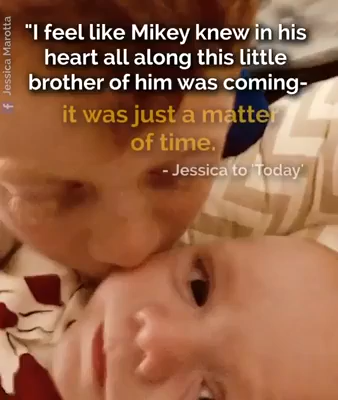 "I feel like Mikey knew in his
heart all along this little
brother of him was coming-
it was just a matter
of time.
- Jessica to 'Today'
f Jessica Marotta